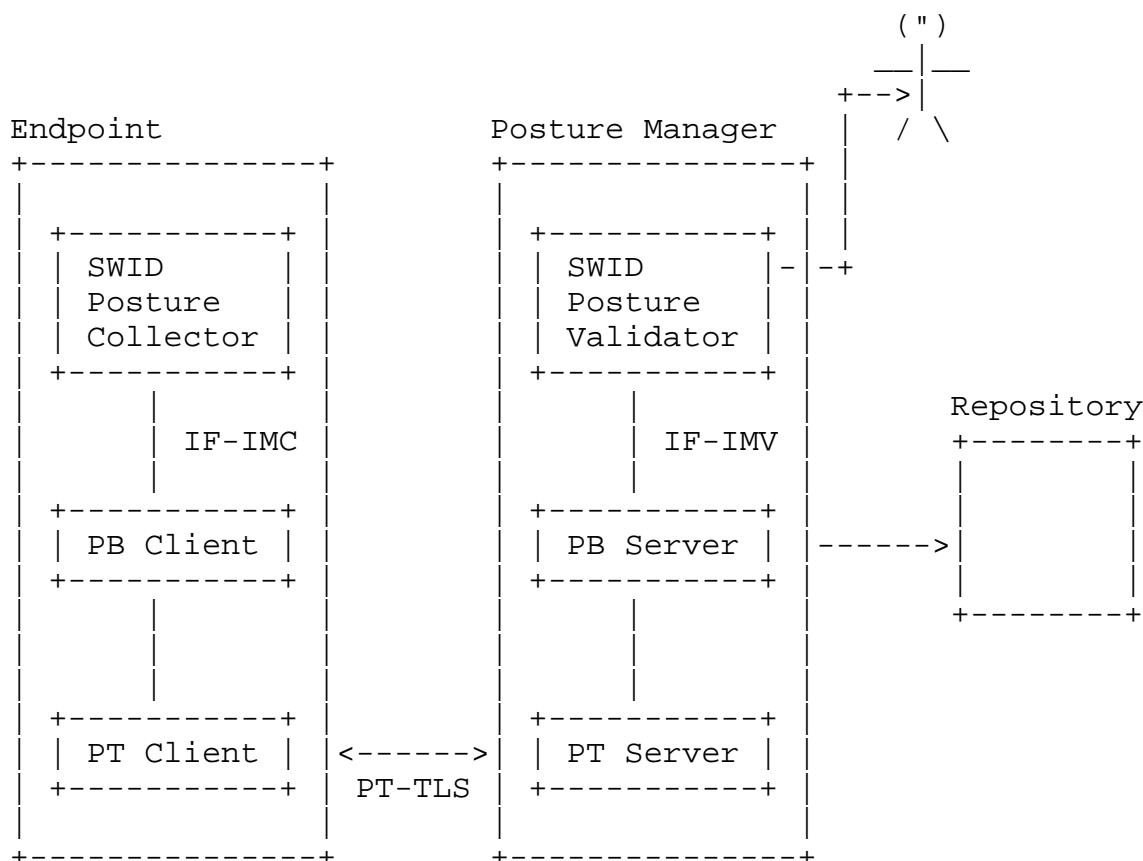 (")
Endpoint Posture Manager
SWID SWID
Posture Posture
Collector Validator
Repository
IF-IMC IF-IMV
PB Client PB Server
PT Client PT Server
PT-TLS